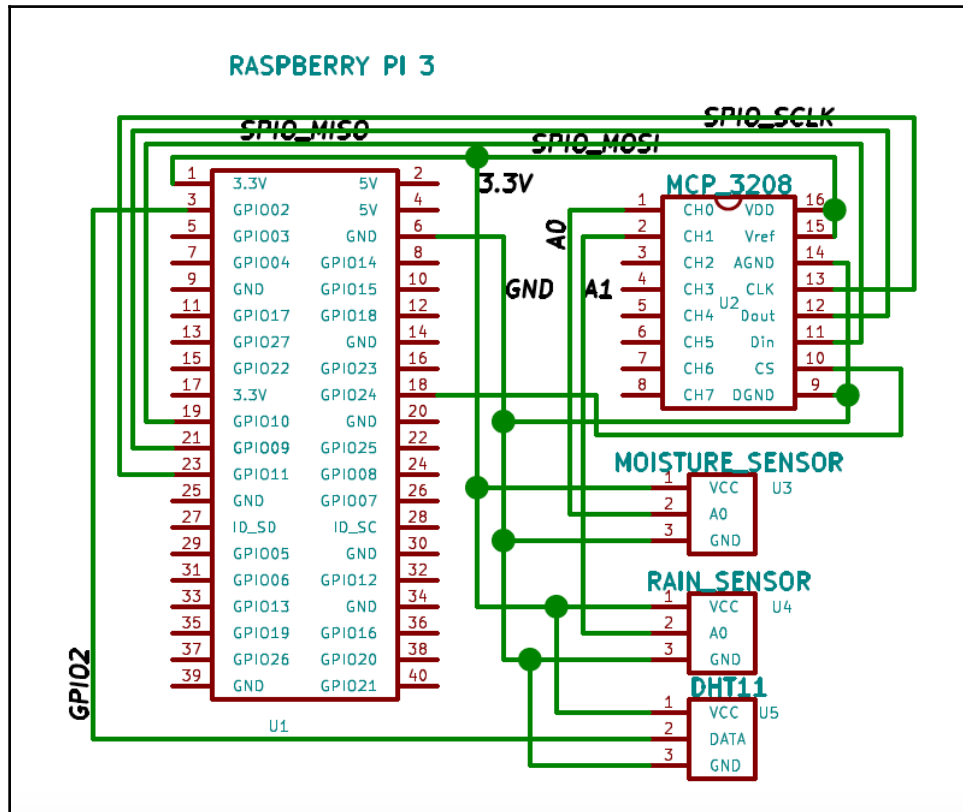 RASPBERRY PI 3
SPIO_SCLK
SPIO_MISO
SPIO_MOSI
3.3V
MCP_3208
1 3.3V 5V 2
3 GPIO02 5V 4
5 GPIO03 GND 6
7 GPIO04 GPIO14 8
9 GND GPIO15 10
11 GPIO17 GPIO18 12
13 GPIO27 GND 14
15 GPIO22 GPIO23 16
17 3.3V GPIO24 18
19 GPIO10 GND 20
21 GPIO09 GPIO25 22
23 GPIO11 GPIO08 24
25 GND GPIO07 26
27 ID_SD ID_SC 28
29 GPIO05 GND 30
31 GPIO06 GPIO12 32
33 GPIO13 GND 34
35 GPIO19 GPIO16 36
37 GPIO26 GPIO20 38
39 GND GPIO21 40
U1
GPIO2
A0
GND
A1
1 CH0 VDD 16
2 CH1 Vref 15
3 CH2 AGND 14
4 CH3 CLK 13
U2
5 CH4 Dout 12
6 CH5 Din 11
7 CH6 CS 10
8 CH7 DGND 9
MOISTURE_SENSOR
1 VCC U3
2 A0
3 GND
RAIN_SENSOR
1 VCC U4
2 A0
3 GND
DHT11
1 VCC U5
2 DATA
3 GND